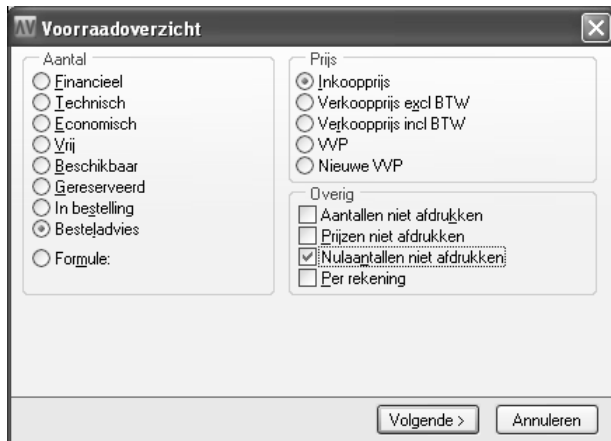 Voorraadoverzicht
Aantal
Financieel
Technisch
Economisch
Vrij
Beschikbaar
Gereserveerd
In bestelling
Besteladvies
Formule:
Prijs
Inkoopprijs
Verkoopprijs excl BTW
Verkoopprijs incl BTW
VVP
Nieuwe VVP
Overig
Aantallen niet afdrukken
Prijzen niet afdrukken
Nulaantallen niet afdrukken
Per rekening
Volgende >
Annuleren